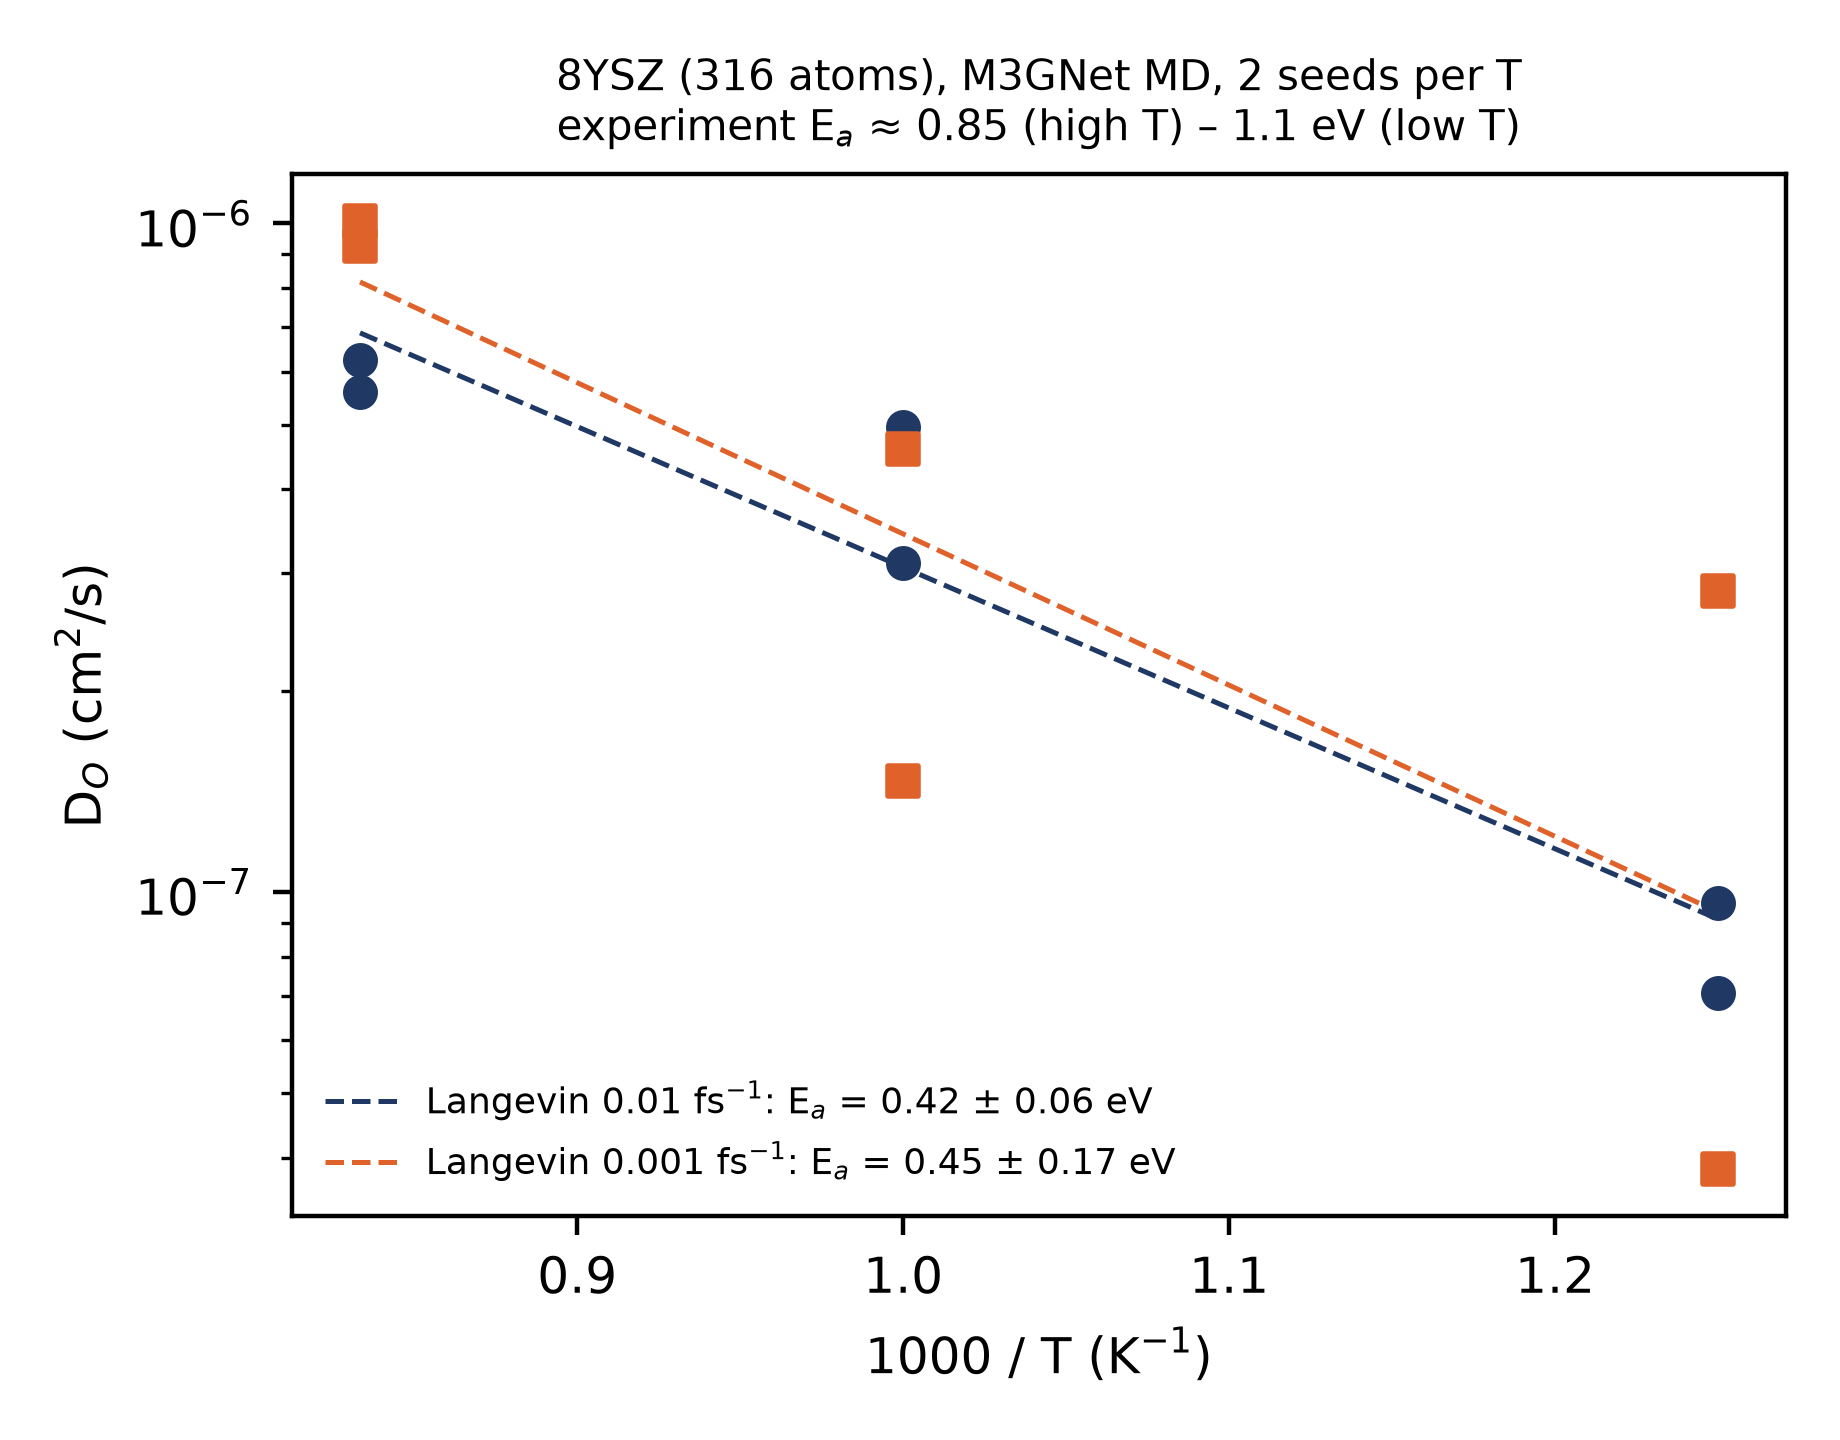 8YSZ (316 atoms), M3GNet MD, 2 seeds per T
experiment Eₐ ≈ 0.85 (high T) – 1.1 eV (low T)
10⁻⁶
10⁻⁷
D_O (cm²/s)
Langevin 0.01 fs⁻¹: Eₐ = 0.42 ± 0.06 eV
Langevin 0.001 fs⁻¹: Eₐ = 0.45 ± 0.17 eV
0.9 1.0 1.1 1.2
1000 / T (K⁻¹)